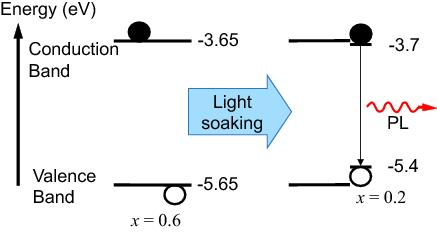 Energy (eV)
Conduction
Band
-3.65
-3.7
Light
soaking
PL
Valence
Band
-5.65
-5.4
x = 0.6
x = 0.2